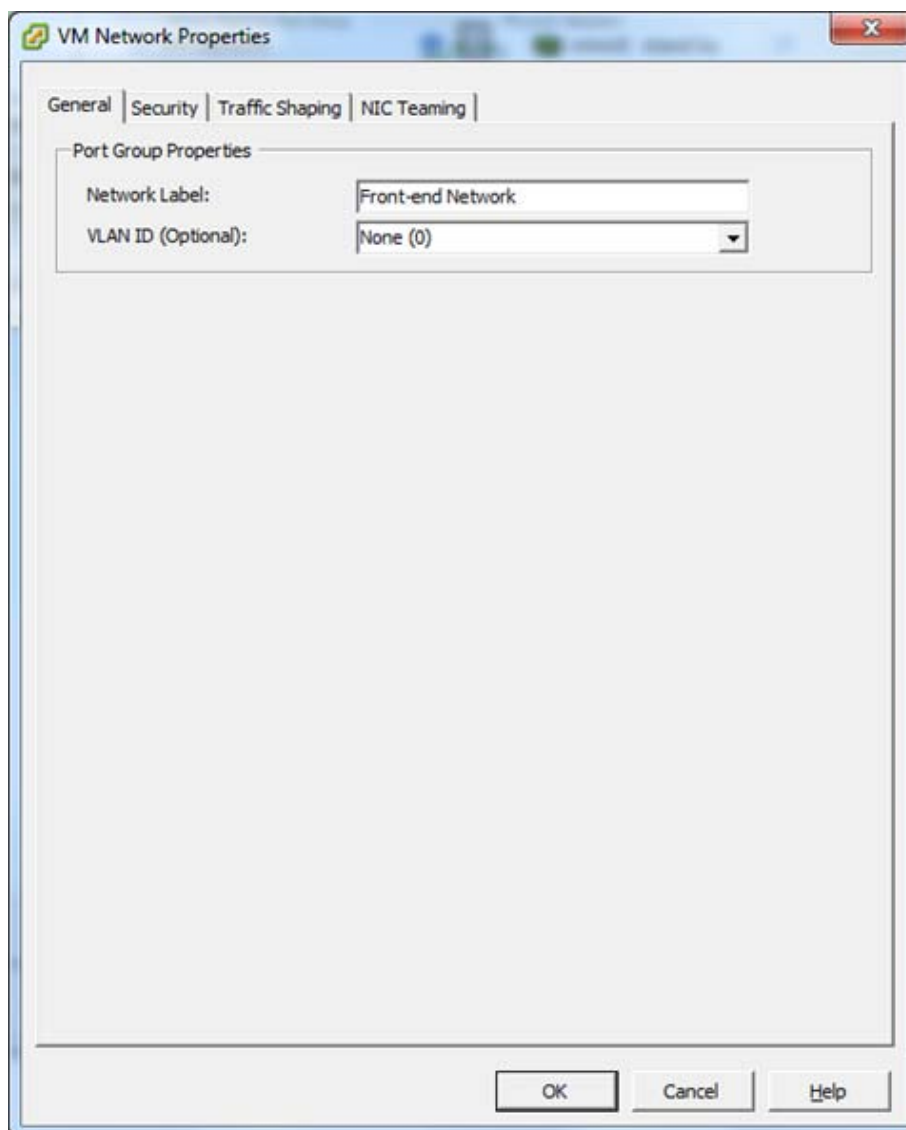 VM Network Properties
General Security Traffic Shaping NIC Teaming
Port Group Properties
Network Label: Front-end Network
VLAN ID (Optional): None (0)
OK Cancel Help